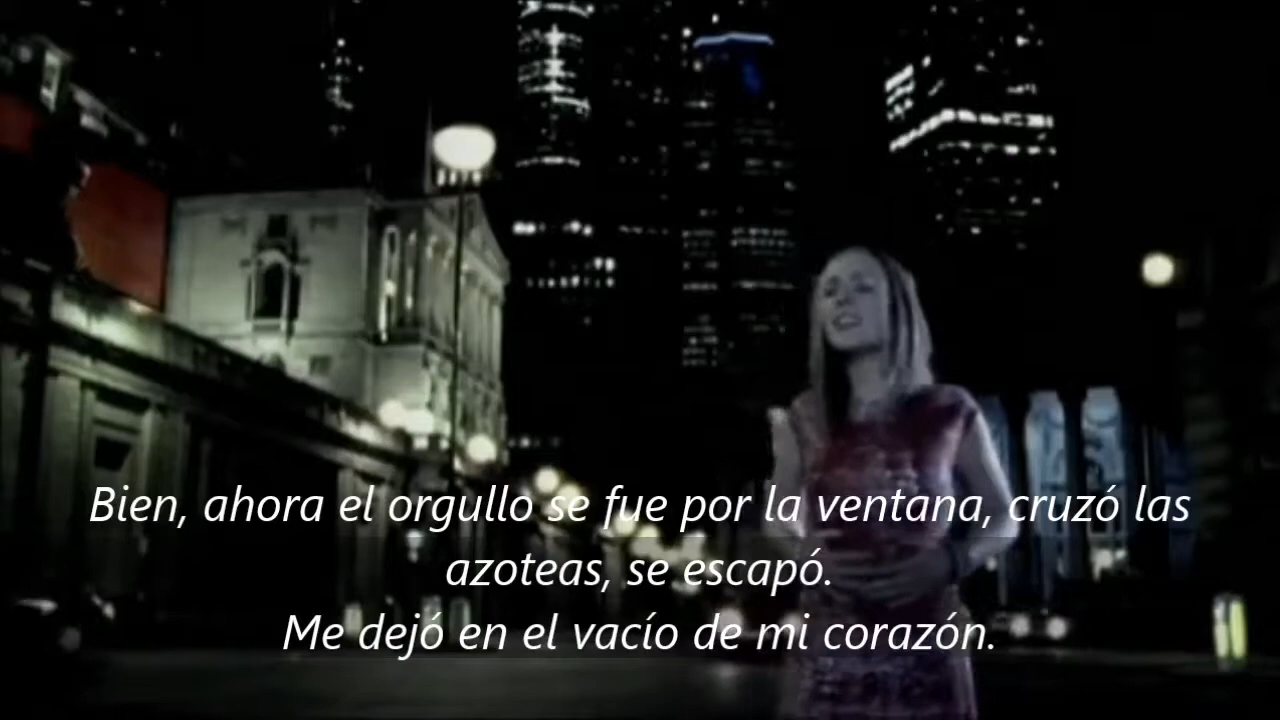 Bien, ahora el orgullo se fue por la ventana, cruzó las
azoteas, se escapó.
Me dejó en el vacío de mi corazón.